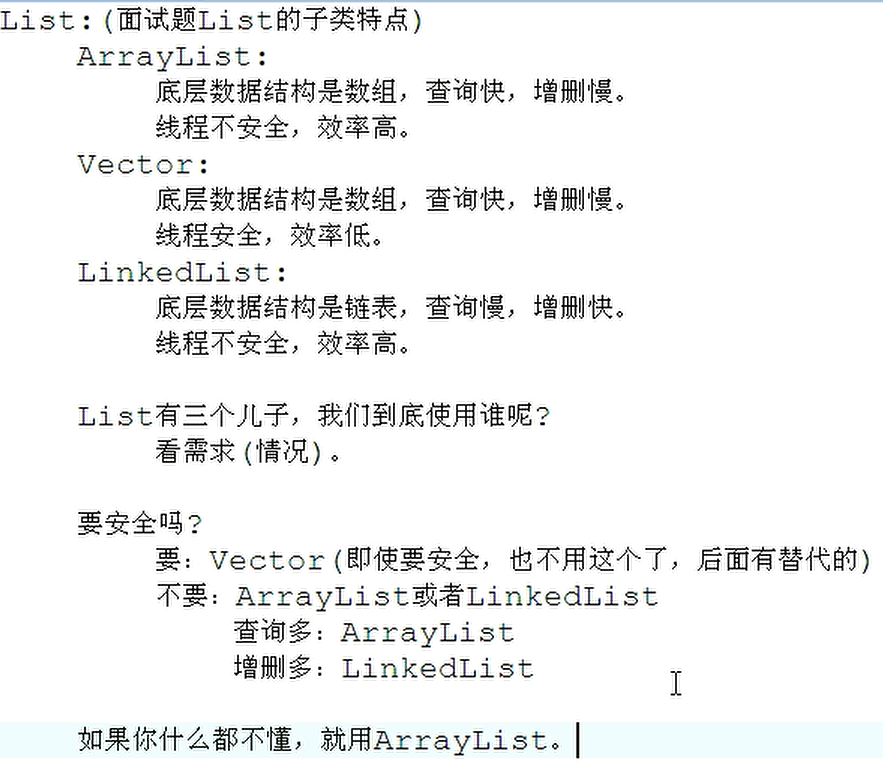 List:(面试题List的子类特点)
ArrayList:
底层数据结构是数组，查询快，增删慢。
线程不安全，效率高。
Vector:
底层数据结构是数组，查询快，增删慢。
线程安全，效率低。
LinkedList:
底层数据结构是链表，查询慢，增删快。
线程不安全，效率高。
List有三个儿子，我们到底使用谁呢?
看需求(情况)。
要安全吗?
要：Vector(即使要安全，也不用这个了，后面有替代的)
不要：ArrayList或者LinkedList
查询多：ArrayList
增删多：LinkedList
如果你什么都不懂，就用ArrayList。